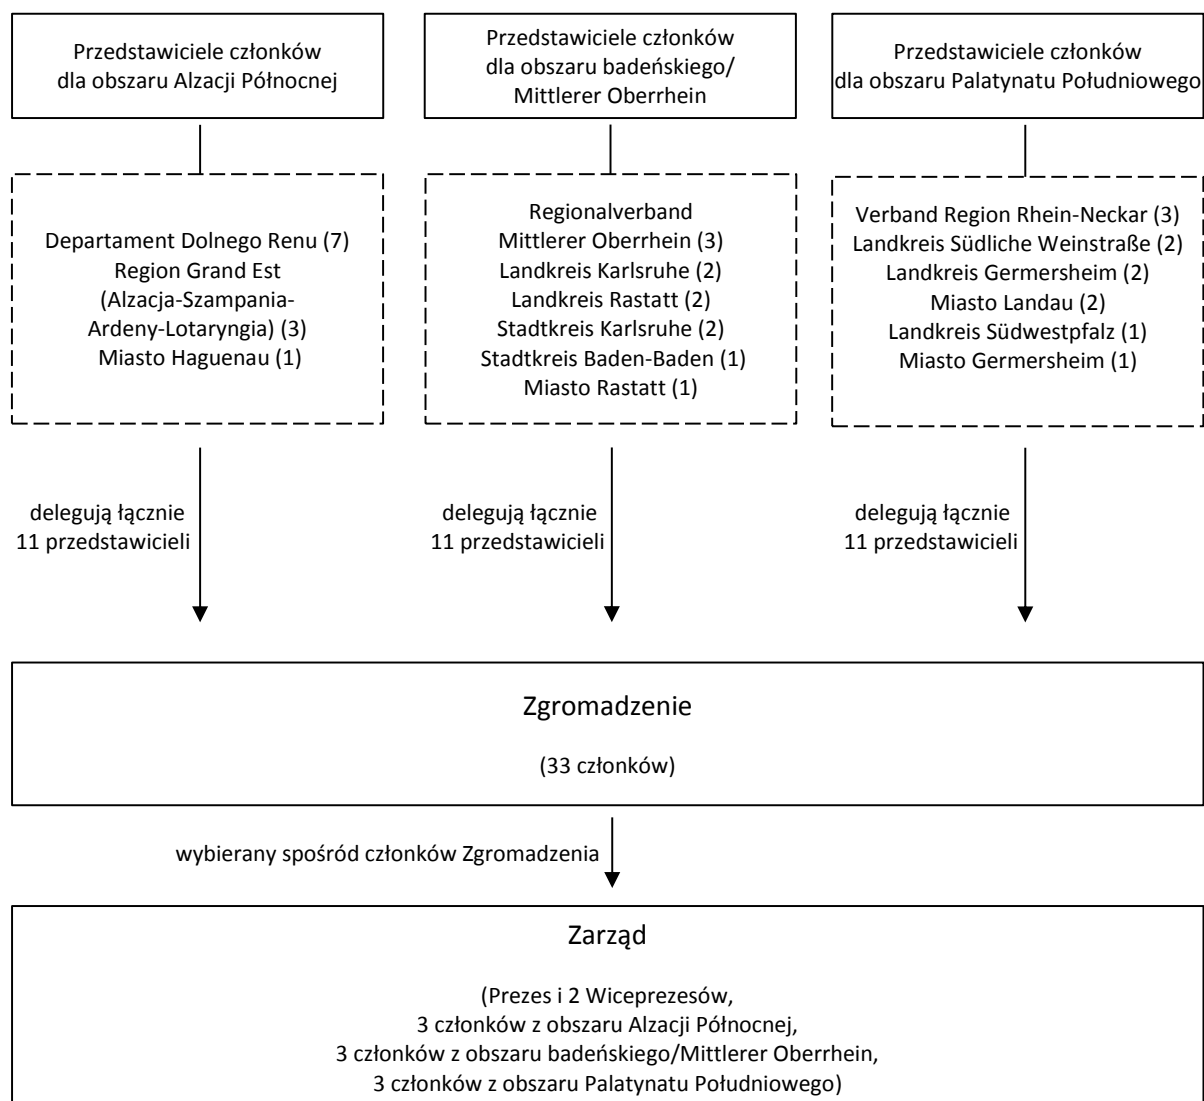 Przedstawiciele członków
dla obszaru Alzacji Północnej
Przedstawiciele członków
dla obszaru badeńskiego/
Mittlerer Oberrhein
Przedstawiciele członków
dla obszaru Palatynatu Południowego
Departament Dolnego Renu (7)
Region Grand Est
(Alzacja-Szampania-
Ardeny-Lotaryngia) (3)
Miasto Haguenau (1)
Regionalverband
Mittlerer Oberrhein (3)
Landkreis Karlsruhe (2)
Landkreis Rastatt (2)
Stadtkreis Karlsruhe (2)
Stadtkreis Baden-Baden (1)
Miasto Rastatt (1)
Verband Region Rhein-Neckar (3)
Landkreis Südliche Weinstraße (2)
Landkreis Germersheim (2)
Miasto Landau (2)
Landkreis Südwestpfalz (1)
Miasto Germersheim (1)
delegują łącznie
11 przedstawicieli
delegują łącznie
11 przedstawicieli
delegują łącznie
11 przedstawicieli
Zgromadzenie
(33 członków)
wybierany spośród członków Zgromadzenia
Zarząd
(Prezes i 2 Wiceprezesów,
3 członków z obszaru Alzacji Północnej,
3 członków z obszaru badeńskiego/Mittlerer Oberrhein,
3 członków z obszaru Palatynatu Południowego)